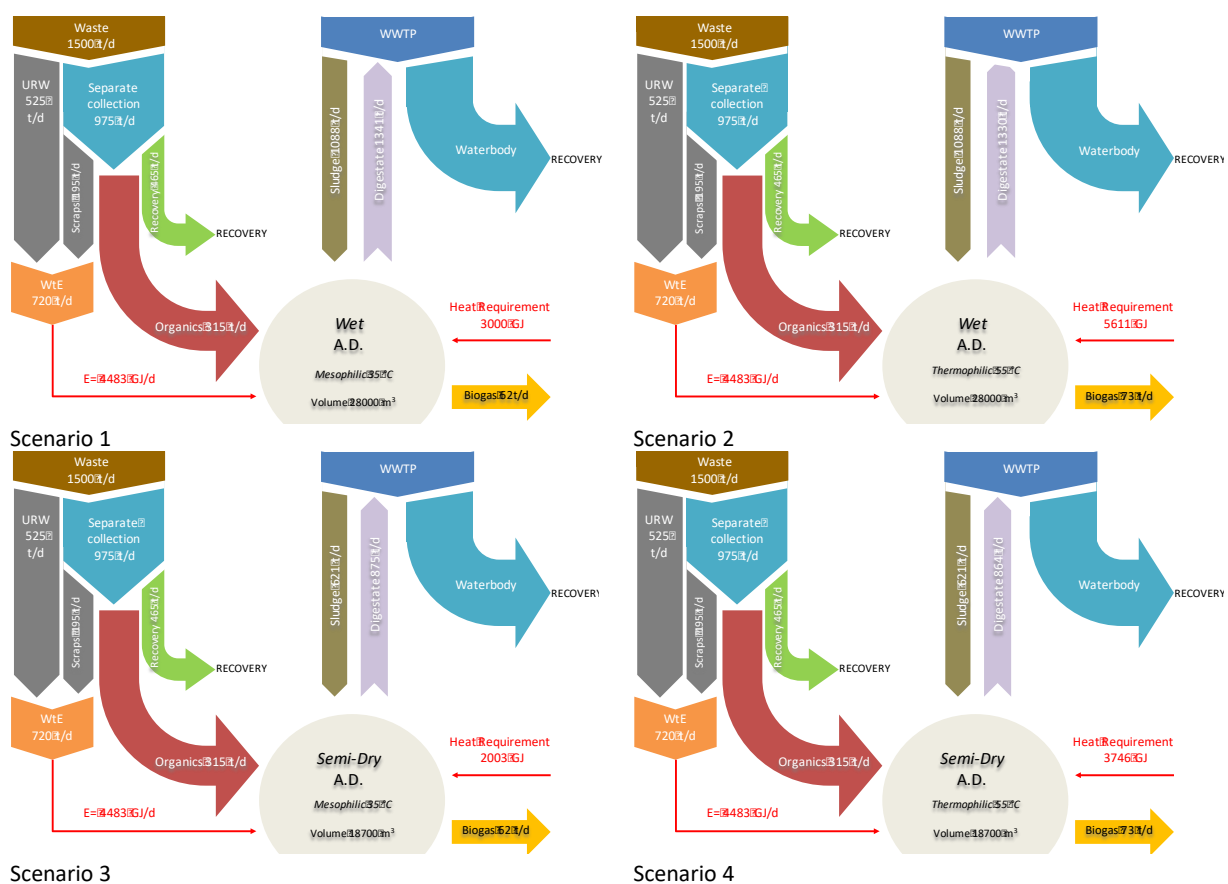 Waste
1500 t/d
URW
525 t/d
Separate
collection
975 t/d
Scraps 195 t/d
Recovery 465 t/d
RECOVERY
WtE
720 t/d
Organics 315 t/d
E= 4483 GJ/d
WWTP
Sludge 1088 t/d
Digestate 1341 t/d
Waterbody
RECOVERY
Wet
A.D.
Mesophilic 35 °C
Volume 28000 m³
Heat Requirement
3000 GJ
Biogas 62 t/d
Scenario 1
Waste
1500 t/d
URW
525
t/d
Separate
collection
975 t/d
Scraps 195 t/d
Recovery 465 t/d
RECOVERY
WtE
720 t/d
Organics 315 t/d
E= 4483 GJ/d
WWTP
Sludge 1088 t/d
Digestate 1330 t/d
Waterbody
RECOVERY
Wet
A.D.
Thermophilic 55 °C
Volume 28000 m³
Heat Requirement
5611 GJ
Biogas 73 t/d
Scenario 2
Waste
1500 t/d
URW
525
t/d
Separate
collection
975 t/d
Scraps 195 t/d
Recovery 465 t/d
RECOVERY
WtE
720 t/d
Organics 315 t/d
E= 4483 GJ/d
WWTP
Sludge 621 t/d
Digestate 875 t/d
Waterbody
RECOVERY
Semi-Dry
A.D.
Mesophilic 35 °C
Volume 18700 m³
Heat Requirement
2003 GJ
Biogas 62 t/d
Scenario 3
Waste
1500 t/d
URW
525
t/d
Separate
collection
975 t/d
Scraps 195 t/d
Recovery 465 t/d
RECOVERY
WtE
720 t/d
Organics 315 t/d
E= 4483 GJ/d
WWTP
Sludge 621 t/d
Digestate 864 t/d
Waterbody
RECOVERY
Semi-Dry
A.D.
Thermophilic 55 °C
Volume 18700 m³
Heat Requirement
3746 GJ
Biogas 73 t/d
Scenario 4